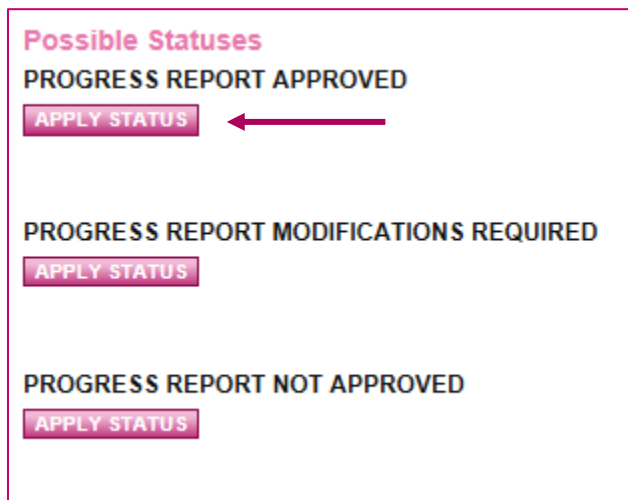 Possible Statuses
PROGRESS REPORT APPROVED
APPLY STATUS
PROGRESS REPORT MODIFICATIONS REQUIRED
APPLY STATUS
PROGRESS REPORT NOT APPROVED
APPLY STATUS